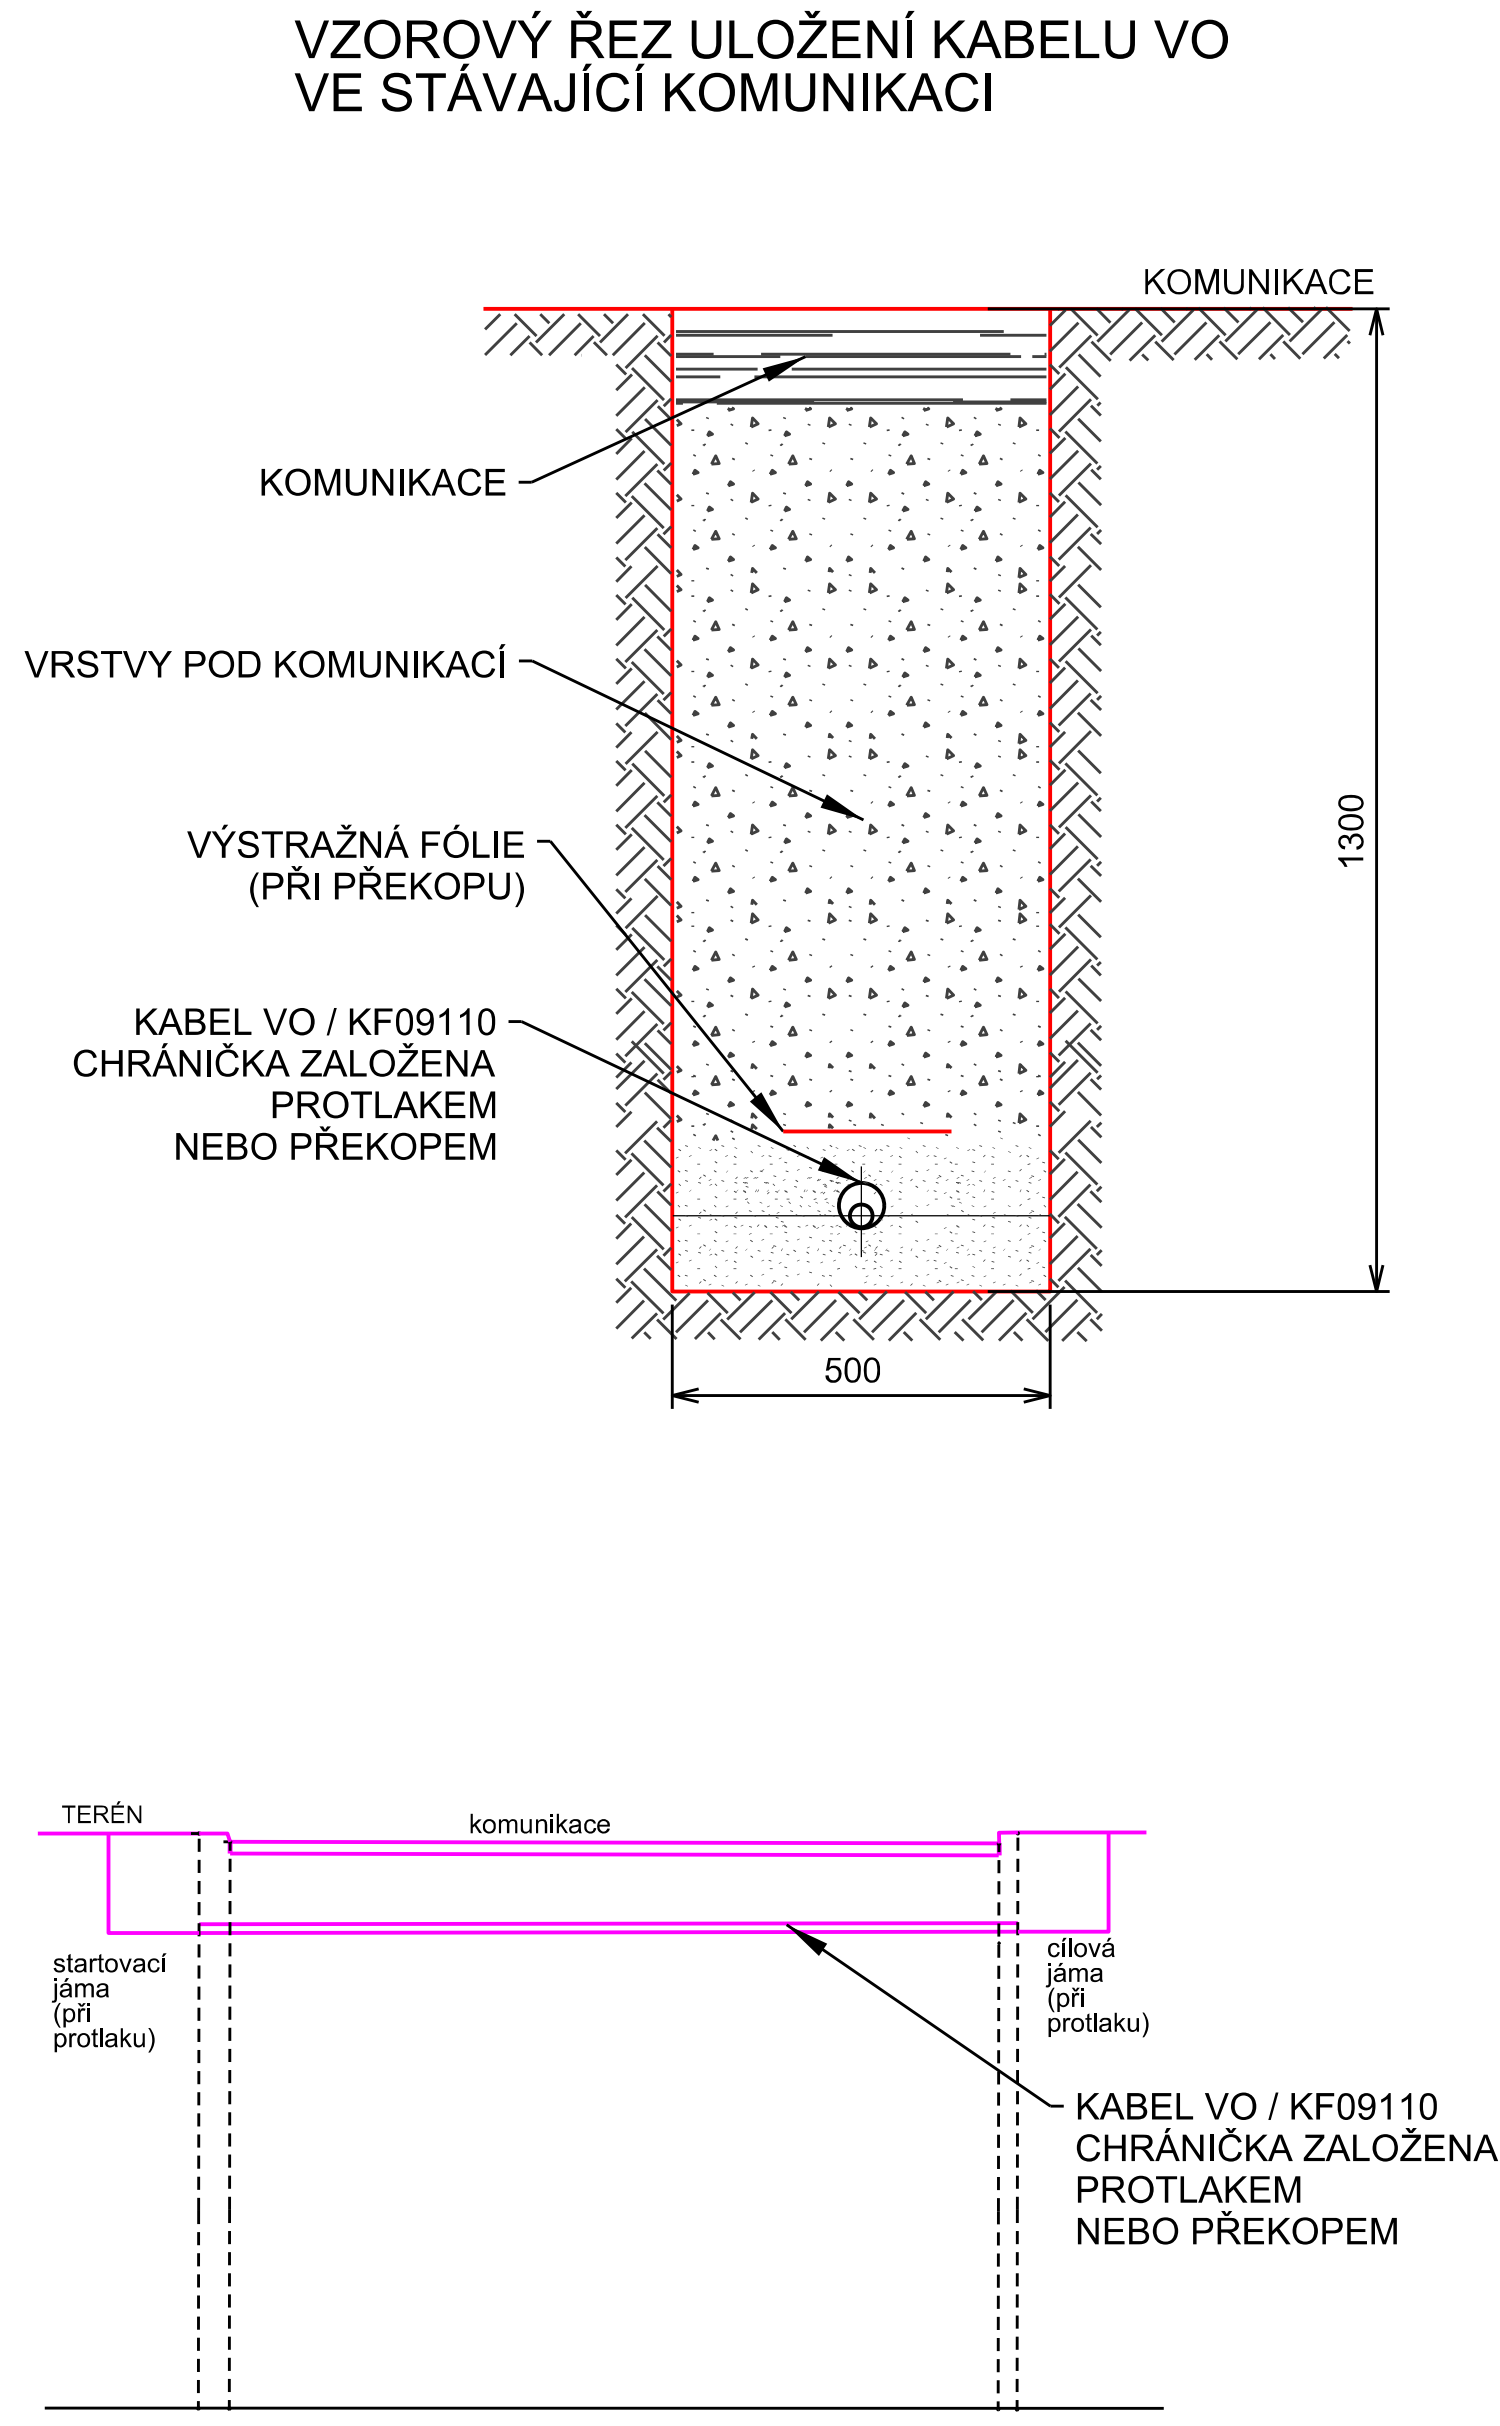 VZOROVÝ ŘEZ ULOŽENÍ KABELU VO
VE STÁVAJÍCÍ KOMUNIKACI
KOMUNIKACE
KOMUNIKACE
VRSTVY POD KOMUNIKACÍ
VÝSTRAŽNÁ FÓLIE
(PŘI PŘEKOPU)
KABEL VO / KF09110
CHRÁNIČKA ZALOŽENA
PROTLAKEM
NEBO PŘEKOPEM
1300
500
TERÉN
komunikace
startovací
jáma
(při
protlaku)
cílová
jáma
(při
protlaku)
KABEL VO / KF09110
CHRÁNIČKA ZALOŽENA
PROTLAKEM
NEBO PŘEKOPEM